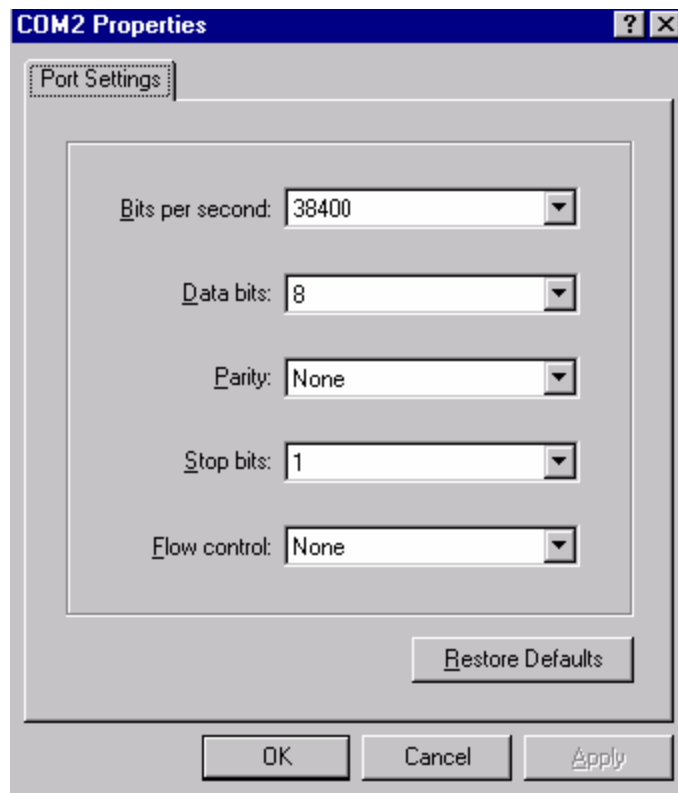 COM2 Properties
Port Settings
Bits per second: 38400
Data bits: 8
Parity: None
Stop bits: 1
Flow control: None
Restore Defaults
OK Cancel Apply